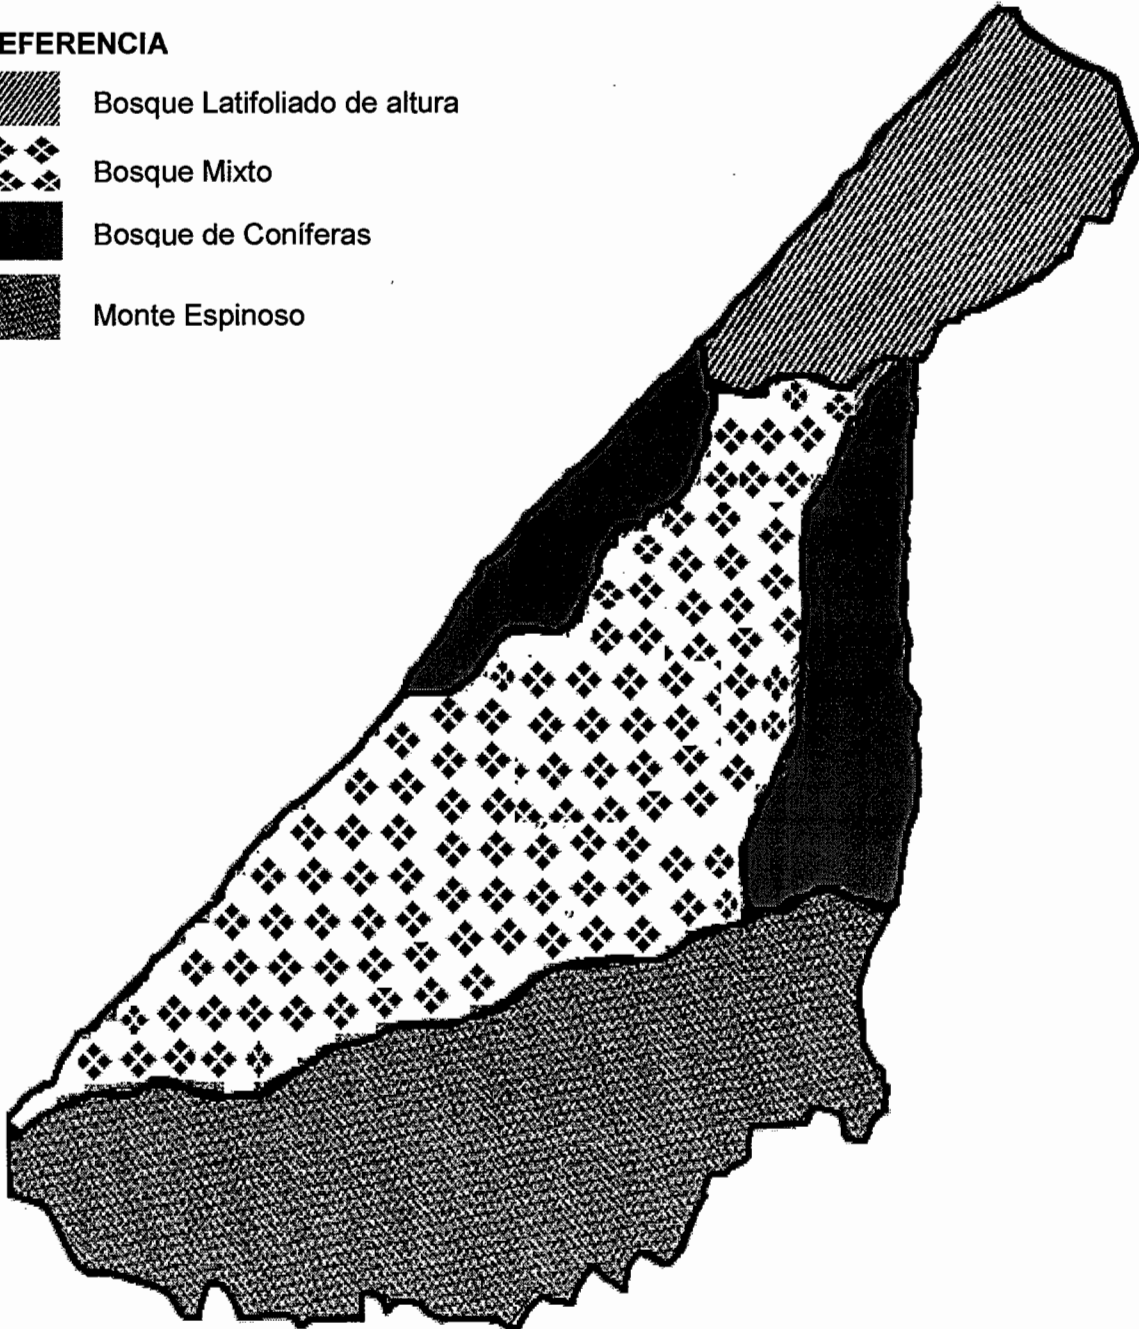 EFERENCIA
Bosque Latifoliado de altura
Bosque Mixto
Bosque de Coníferas
Monte Espinoso